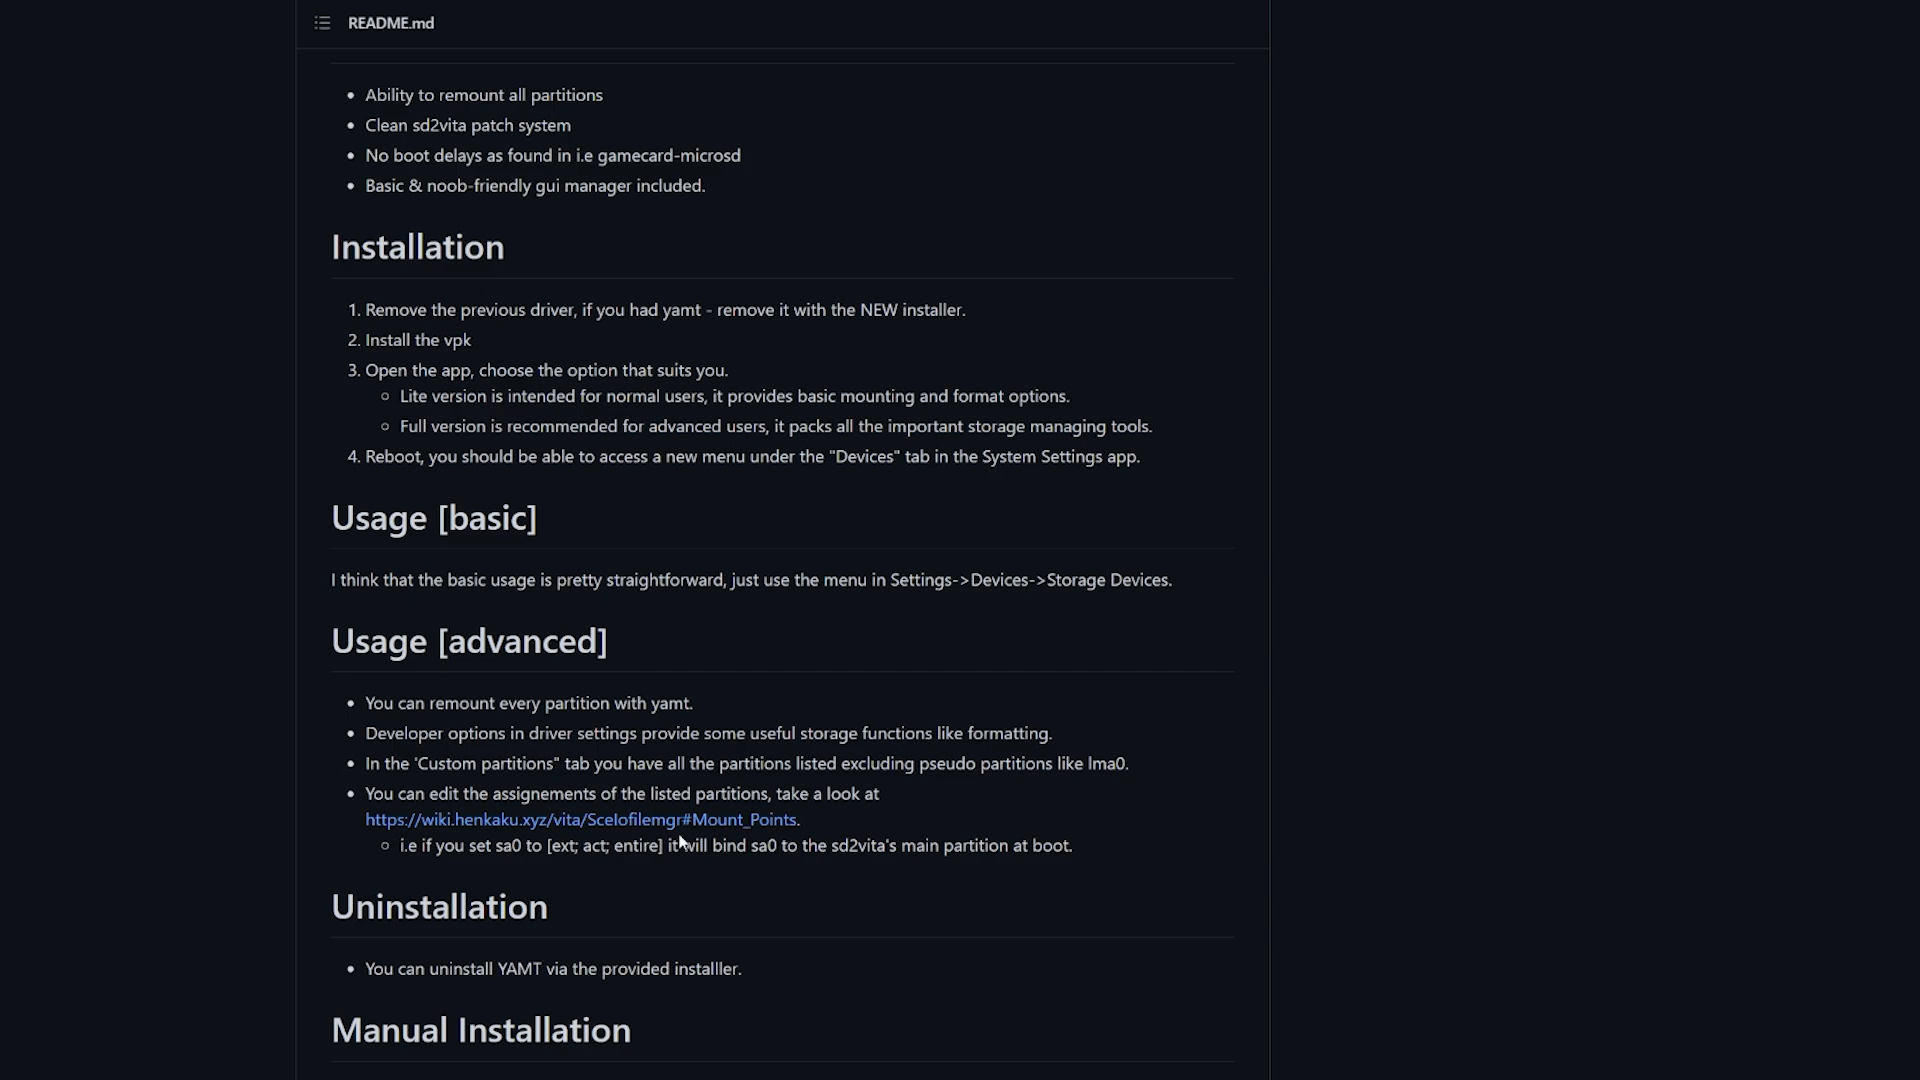 README.md
• Ability to remount all partitions
• Clean sd2vita patch system
• No boot delays as found in i.e gamecard-microsd
• Basic & noob-friendly gui manager included.
Installation
1. Remove the previous driver, if you had yamt - remove it with the NEW installer.
2. Install the vpk
3. Open the app, choose the option that suits you.
○ Lite version is intended for normal users, it provides basic mounting and format options.
○ Full version is recommended for advanced users, it packs all the important storage managing tools.
4. Reboot, you should be able to access a new menu under the "Devices" tab in the System Settings app.
Usage [basic]
I think that the basic usage is pretty straightforward, just use the menu in Settings->Devices->Storage Devices.
Usage [advanced]
• You can remount every partition with yamt.
• Developer options in driver settings provide some useful storage functions like formatting.
• In the 'Custom partitions" tab you have all the partitions listed excluding pseudo partitions like lma0.
• You can edit the assignements of the listed partitions, take a look at
https://wiki.henkaku.xyz/vita/SceIofilemgr#Mount_Points.
○ i.e if you set sa0 to [ext; act; entire] it will bind sa0 to the sd2vita's main partition at boot.
Uninstallation
• You can uninstall YAMT via the provided installler.
Manual Installation